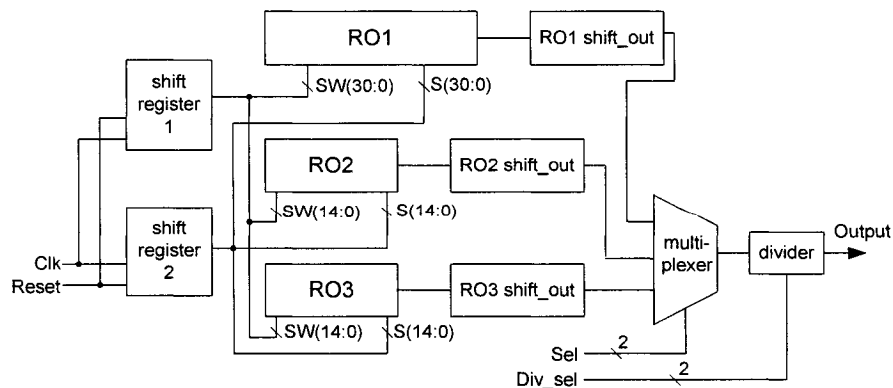 RO1
RO1 shift_out
SW(30:0)
S(30:0)
shift
register
1
RO2
RO2 shift_out
SW(14:0)
S(14:0)
shift
register
2
Clk
Reset
RO3
RO3 shift_out
SW(14:0)
S(14:0)
multi-
plexer
divider
Output
Sel
2
Div_sel
2